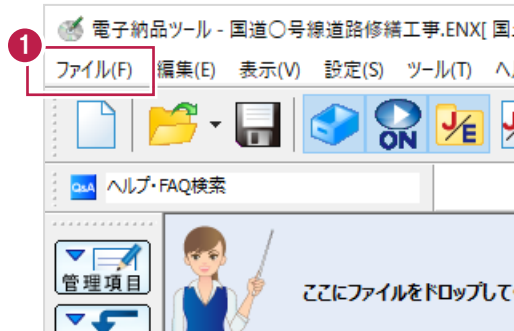 電子納品ツール - 国道○号線道路修繕工事.ENX[ 国
1
ファイル(F) 編集(E) 表示(V) 設定(S) ツール(T)
ON J/E
Q&A ヘルプ・FAQ検索
管理項目
ここにファイルをドロップして